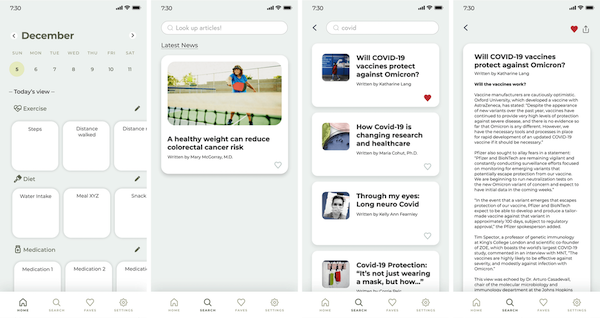 7:30
December
SUN MON TUE WED THU FRI SAT
5 6 7 8 9 10 11
- Today's view -
Exercise
Steps
Distance walked
Distance
Diet
Water intake
Meal XYZ
Snack
Medication
Medication 1
Medication 2
Medication
HOME SEARCH FAVES SETTINGS
7:30
Look up articles!
Latest News
A healthy weight can reduce
colorectal cancer risk
Written by Mary McGorray, M.D.
HOME SEARCH FAVES SETTINGS
7:30
covid
Will COVID-19
vaccines protect
against Omicron?
Written by Katharine Lang
How Covid-19 is
changing research
and healthcare
Written by Maria Cohut, Ph.D.
Through my eyes:
Long neuro Covid
Written by Kelly Ann Fearnley
Covid-19 Protection:
"It's not just wearing
a mask, but how..."
HOME SEARCH FAVES SETTINGS
7:30
Will COVID-19 vaccines
protect against Omicron?
Written by Katharine Lang
Will the vaccines work?
Vaccine manufacturers are cautiously optimistic.
Oxford University, which developed a vaccine with
AstraZeneca, has stated: "Despite the appearance
of new variants over the past year, vaccines have
continued to provide very high levels of protection
against severe disease, and there is no evidence so
far that Omicron is any different. However, we
have the necessary tools and processes in place
for rapid development of an updated COVID-19
vaccine if it should be necessary."
Pfizer also sought to allay fears in a statement:
"Pfizer and BioNTech are remaining vigilant and
constantly conducting surveillance efforts focused
on monitoring for emerging variants that
potentially escape protection from our vaccine.
We are beginning to run neutralization tests on
the new Omicron variant of concern and expect to
have initial data in the coming weeks."
"In the event that a variant emerges that escapes
protection of our vaccine, Pfizer and BioNTech
expect to be able to develop and produce a tailor-
made vaccine against that variant in
approximately 100 days, subject to regulatory
approval," the Pfizer spokesperson added.
Tim Spector, a professor of genetic immunology
at King's College London and scientific co-founder
of ZOE, which boasts the world's largest COVID-19
study, commented in an interview with MNT, "The
vaccine's highly likely to be effective against
severity, and modestly against infection with
Omicron."
This view was echoed by Dr. Arturo Casadevall,
chair of the molecular microbiology and
immunology department at the Johns Hopkins
HOME SEARCH FAVES SETTINGS